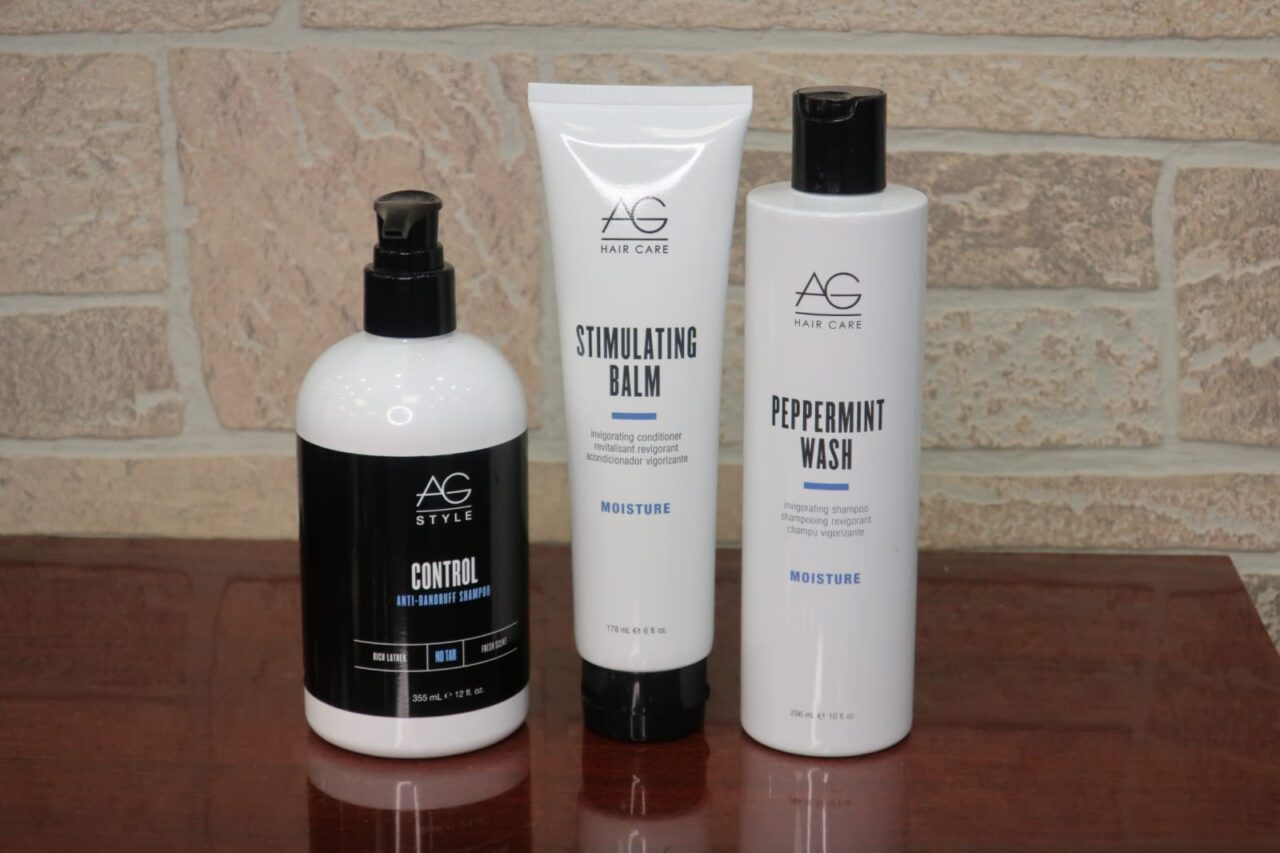 AG
STYLE
CONTROL
ANTI-DANDRUFF SHAMPOO
RICH LATHER
NO TAR
FRESH SCENT
355 mL ℮ 12 fl. oz.
AG
HAIR CARE
STIMULATING
BALM
invigorating conditioner
revitalisant revigorant
acondicionador vigorizante
MOISTURE
178 mL ℮ 6 fl. oz.
AG
HAIR CARE
PEPPERMINT
WASH
invigorating shampoo
shampooing revigorant
champú vigorizante
MOISTURE
296 mL ℮ 10 fl. oz.